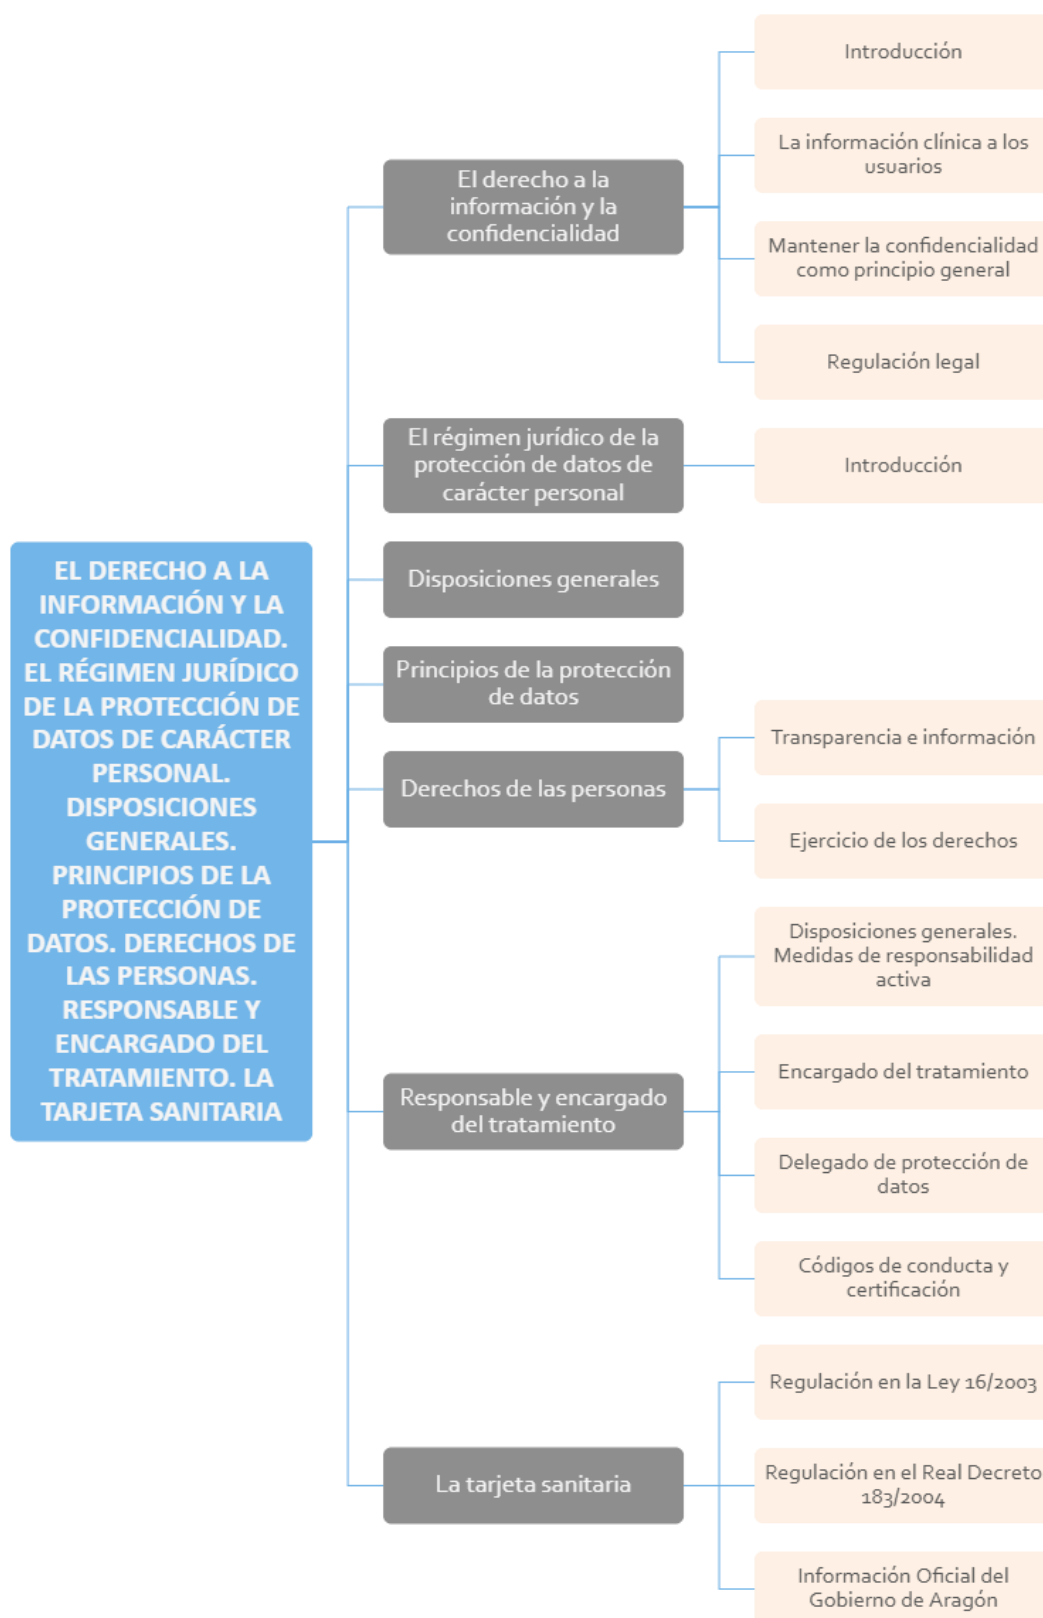 EL DERECHO A LA
INFORMACIÓN Y LA
CONFIDENCIALIDAD.
EL RÉGIMEN JURÍDICO
DE LA PROTECCIÓN DE
DATOS DE CARÁCTER
PERSONAL.
DISPOSICIONES
GENERALES.
PRINCIPIOS DE LA
PROTECCIÓN DE
DATOS. DERECHOS DE
LAS PERSONAS.
RESPONSABLE Y
ENCARGADO DEL
TRATAMIENTO. LA
TARJETA SANITARIA
El derecho a la
información y la
confidencialidad
Introducción
La información clínica a los
usuarios
Mantener la confidencialidad
como principio general
Regulación legal
El régimen jurídico de la
protección de datos de
carácter personal
Introducción
Disposiciones generales
Principios de la protección
de datos
Derechos de las personas
Transparencia e información
Ejercicio de los derechos
Responsable y encargado
del tratamiento
Disposiciones generales.
Medidas de responsabilidad
activa
Encargado del tratamiento
Delegado de protección de
datos
Códigos de conducta y
certificación
La tarjeta sanitaria
Regulación en la Ley 16/2003
Regulación en el Real Decreto
183/2004
Información Oficial del
Gobierno de Aragón